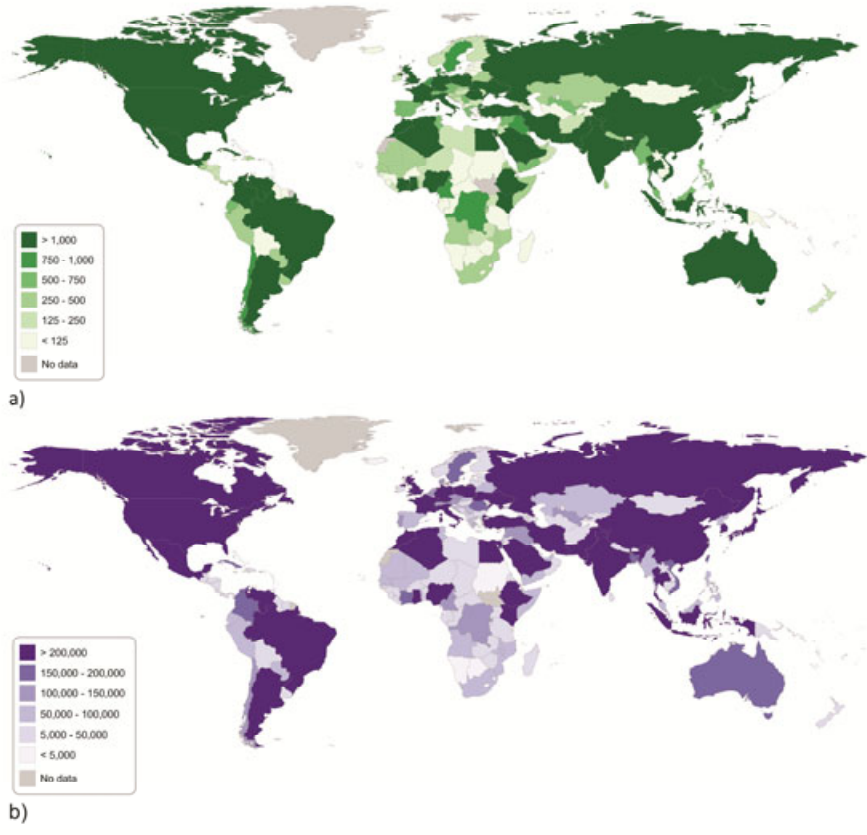 > 1,000
750 - 1,000
500 - 750
250 - 500
125 - 250
< 125
No data
a)
> 200,000
150,000 - 200,000
100,000 - 150,000
50,000 - 100,000
5,000 - 50,000
< 5,000
No data
b)